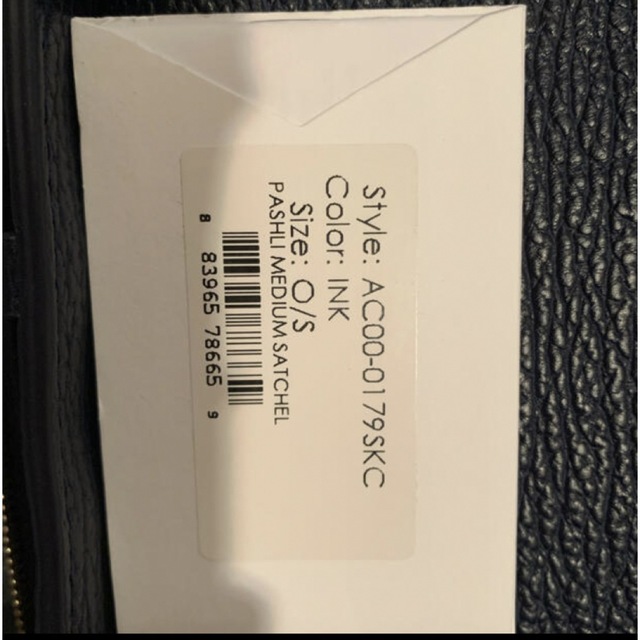 Style: AC00-0179SKC
Color: INK
Size: O/S
PASHLI MEDIUM SATCHEL
8 83965 78665 9